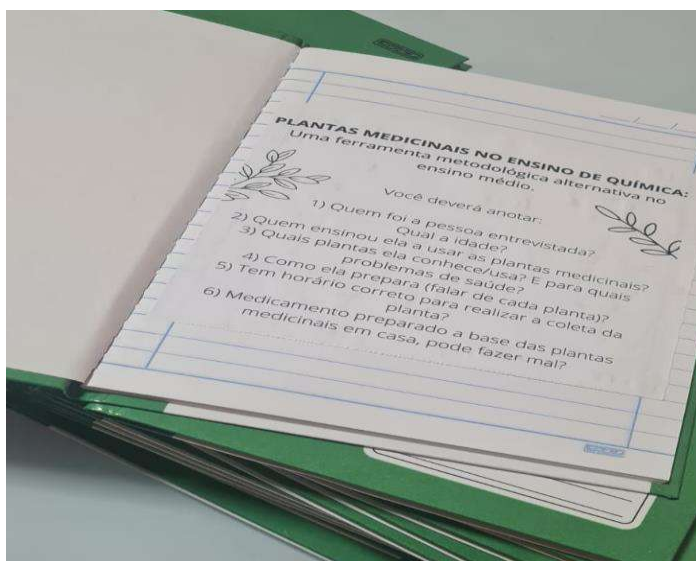 PLANTAS MEDICINAIS NO ENSINO DE QUÍMICA:
Uma ferramenta metodológica alternativa no
ensino médio.
Você deverá anotar:
1) Quem foi a pessoa entrevistada?
Qual a idade?
2) Quem ensinou ela a usar as plantas medicinais?
3) Quais plantas ela conhece/usa? E para quais
problemas de saúde?
4) Como ela prepara (falar de cada planta)?
5) Tem horário correto para realizar a coleta da
planta?
6) Medicamento preparado a base das plantas
medicinais em casa, pode fazer mal?